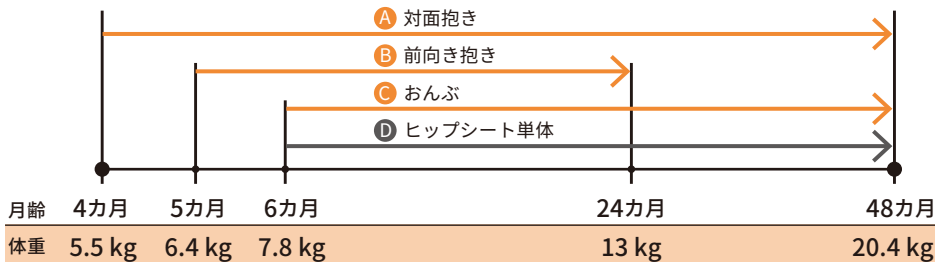 A 対面抱き
B 前向き抱き
C おんぶ
D ヒップシート単体
月齢 4カ月 5カ月 6カ月 24カ月 48カ月
体重 5.5 kg 6.4 kg 7.8 kg 13 kg 20.4 kg